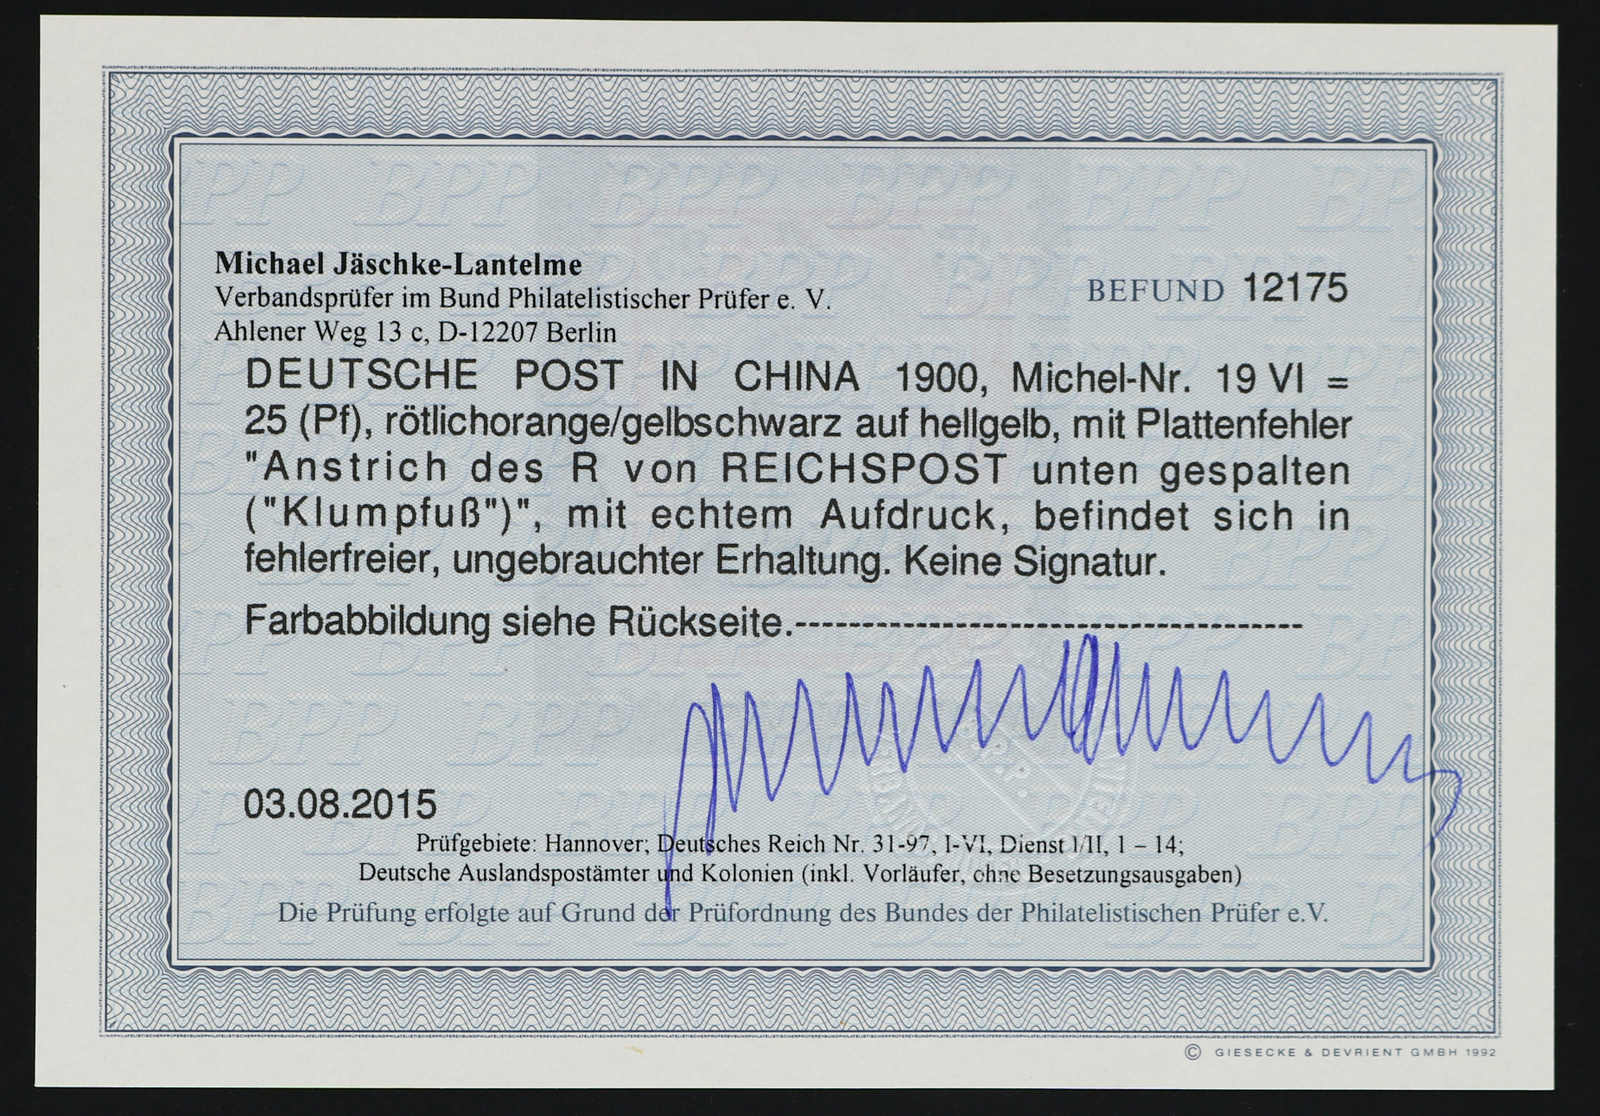 Michael Jäschke-Lantelme
Verbandsprüfer im Bund Philatelistischer Prüfer e. V.
Ahlener Weg 13 c, D-12207 Berlin
BEFUND 12175
DEUTSCHE POST IN CHINA 1900, Michel-Nr. 19 VI =
25 (Pf), rötlichorange/gelbschwarz auf hellgelb, mit Plattenfehler
"Anstrich des R von REICHSPOST unten gespalten
("Klumpfuß")", mit echtem Aufdruck, befindet sich in
fehlerfreier, ungebrauchter Erhaltung. Keine Signatur.
Farbabbildung siehe Rückseite.--------------------------------------
03.08.2015
Prüfgebiete: Hannover; Deutsches Reich Nr. 31-97, I-VI, Dienst I/II, 1 – 14;
Deutsche Auslandspostämter und Kolonien (inkl. Vorläufer, ohne Besetzungsausgaben)
Die Prüfung erfolgte auf Grund der Prüfordnung des Bundes der Philatelistischen Prüfer e.V.
© GIESECKE & DEVRIENT GMBH 1992